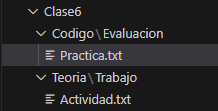 Clase6
Codigo\Evaluacion
Practica.txt
Teoria\Trabajo
Actividad.txt